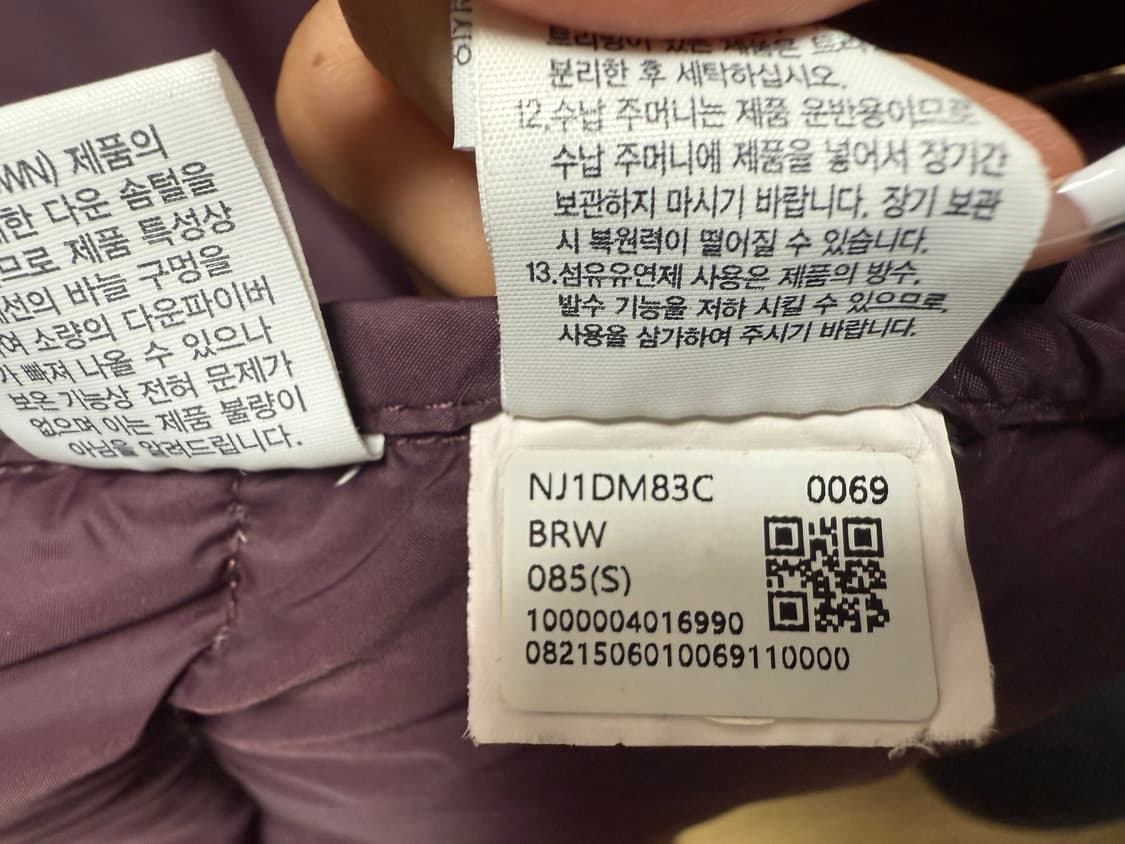 WN) 제품의
한 다운 솜털을
므로 제품 특성상
선의 바늘 구멍을
여 소량의 다운파이버
가 빠져 나올 수 있으나
보온 기능상 전혀 문제가
없으며 이는 제품 불량이
아님을 알려드립니다.
시오
분리한 후 세탁하십시오.
12.수납 주머니는 제품 운반용이므로
수납 주머니에 제품을 넣어서 장기간
보관하지 마시기 바랍니다. 장기 보관
시 복원력이 떨어질 수 있습니다.
13.섬유유연제 사용은 제품의 방수.
발수 기능을 저하 시킬 수 있으므로,
사용을 삼가하여 주시기 바랍니다.
NJ1DM83C 0069
BRW
085(S)
1000004016990
0821506010069110000